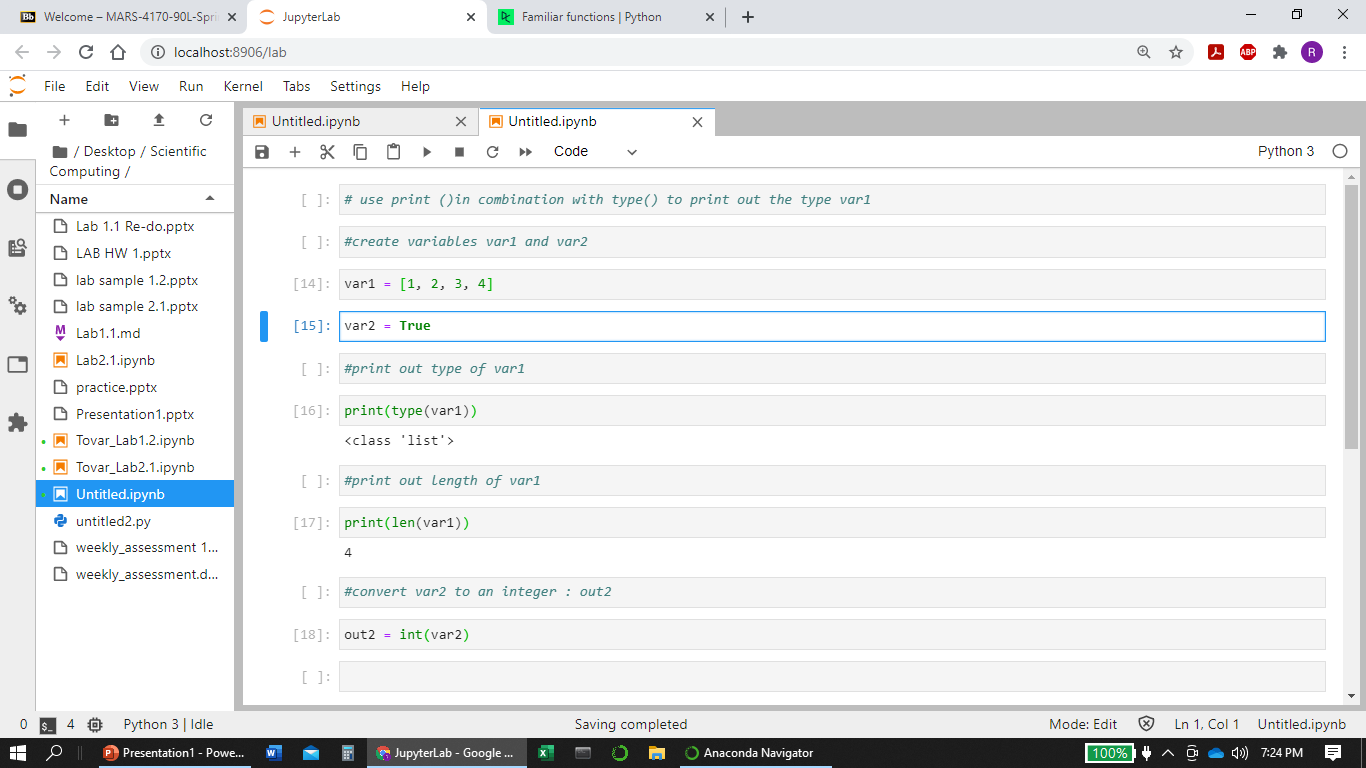 Welcome – MARS-4170-90L-Spri
JupyterLab
Familiar functions | Python
localhost:8906/lab
ABP
R
File Edit View Run Kernel Tabs Settings Help
/ Desktop / Scientific
Computing /
Name
Lab 1.1 Re-do.pptx
LAB HW 1.pptx
lab sample 1.2.pptx
lab sample 2.1.pptx
Lab1.1.md
Lab2.1.ipynb
practice.pptx
Presentation1.pptx
Tovar_Lab1.2.ipynb
Tovar_Lab2.1.ipynb
Untitled.ipynb
untitled2.py
weekly_assessment 1...
weekly_assessment.d...
Untitled.ipynb
Untitled.ipynb
Code
Python 3
[ ]: # use print ()in combination with type() to print out the type var1
[ ]: #create variables var1 and var2
[14]: var1 = [1, 2, 3, 4]
[15]: var2 = True
[ ]: #print out type of var1
[16]: print(type(var1))
<class 'list'>
[ ]: #print out length of var1
[17]: print(len(var1))
4
[ ]: #convert var2 to an integer : out2
[18]: out2 = int(var2)
[ ]:
0 $_ 4 Python 3 | Idle Saving completed Mode: Edit Ln 1, Col 1 Untitled.ipynb
Presentation1 - Powe... JupyterLab - Google ... Anaconda Navigator 100% 7:24 PM